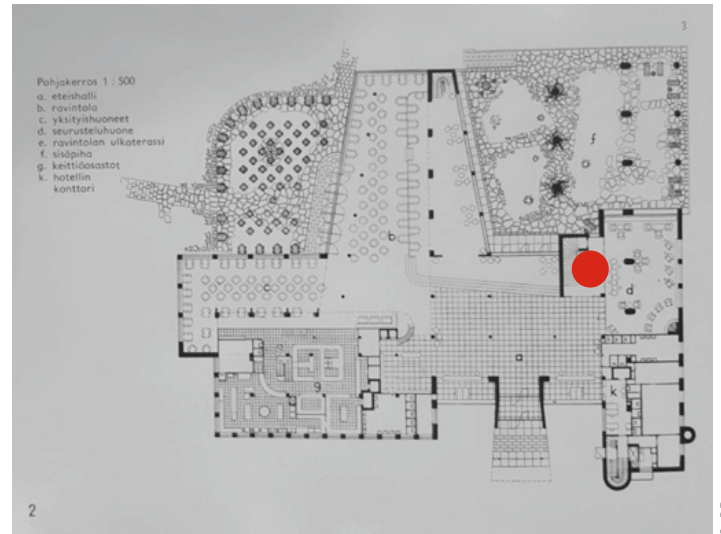 3
Pohjakerros 1 : 500
a. eteishalli
b. ravintola
c. yksityishuoneet
d. seurusteluhuone
e. ravintolan ulkoterassi
f. sisäpiha
g. keittiöosastot
k. hotellin
konttori
f
e
b
c
d
a
g
k
2